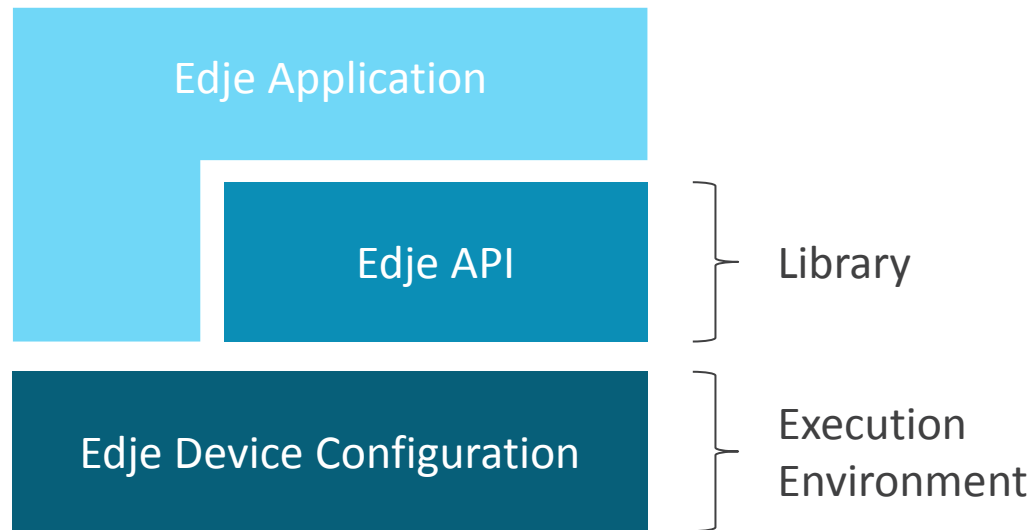 Edje Application
Edje API
Library
Edje Device Configuration
Execution
Environment